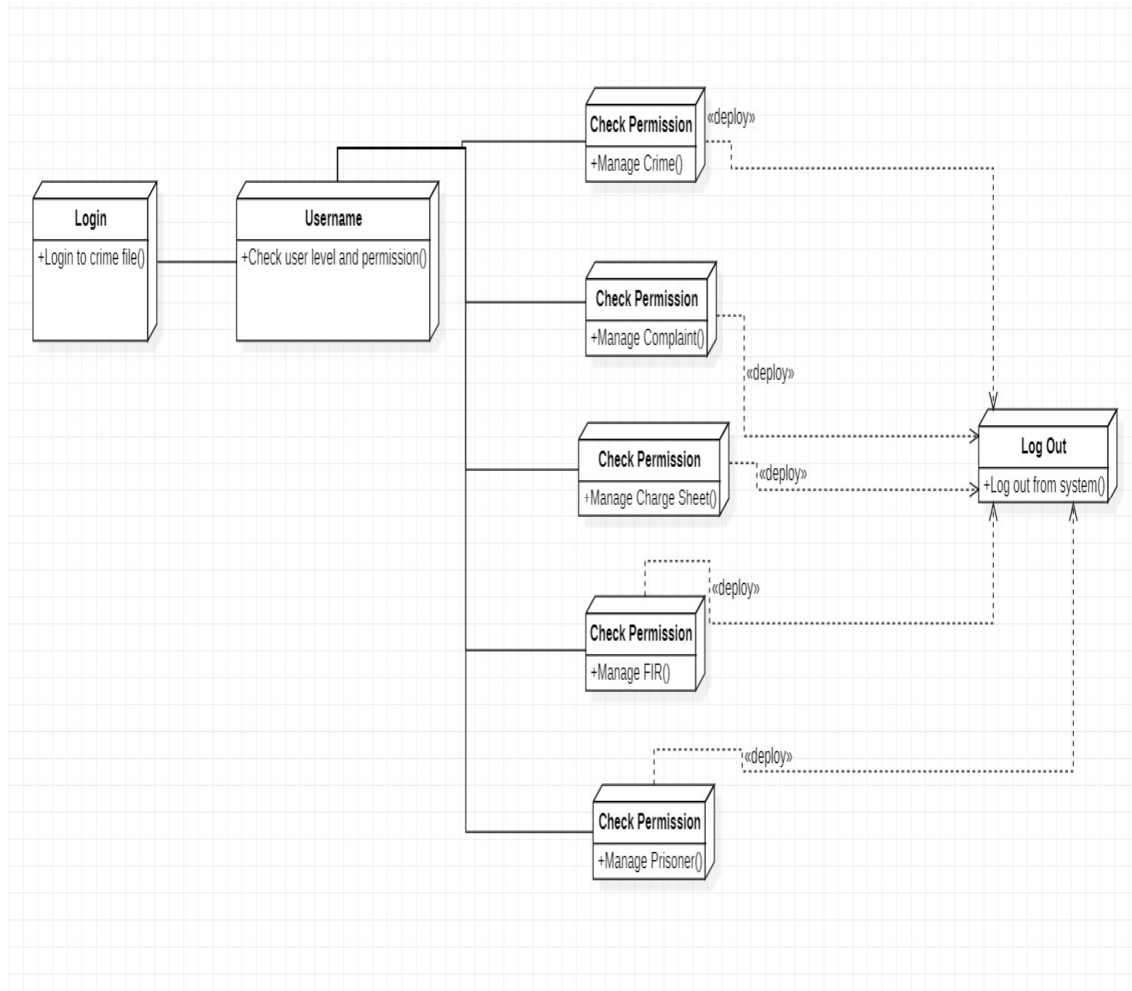 Check Permission
«deploy»
+Manage Crime()
Login
+Login to crime file()
Username
+Check user level and permission()
Check Permission
+Manage Complaint()
«deploy»
Check Permission
+Manage Charge Sheet()
«deploy»
Log Out
+Log out from system()
«deploy»
Check Permission
+Manage FIR()
«deploy»
Check Permission
+Manage Prisoner()